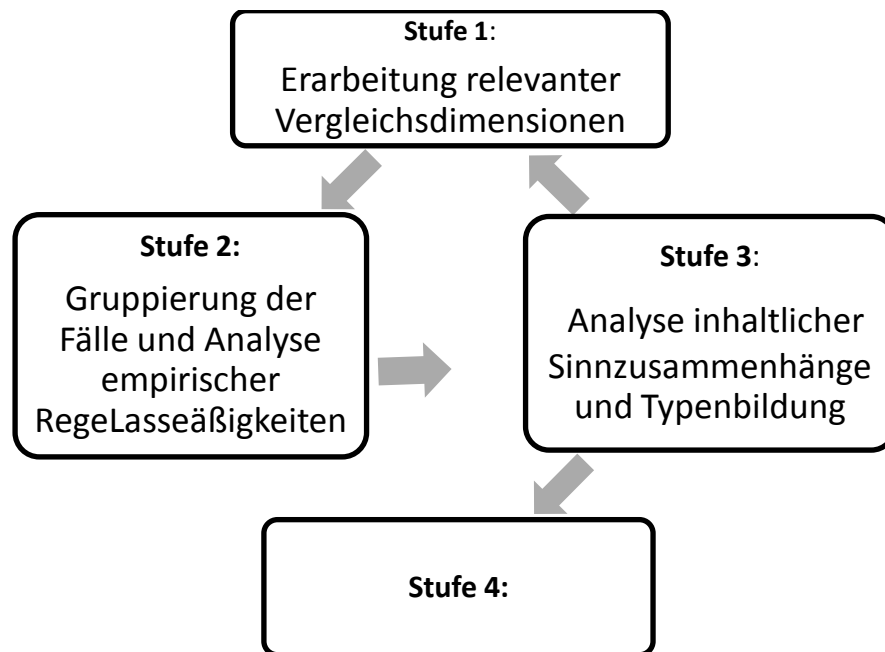 Stufe 1:
Erarbeitung relevanter
Vergleichsdimensionen
Stufe 2:
Gruppierung der
Fälle und Analyse
empirischer
RegeLasseäßigkeiten
Stufe 3:
Analyse inhaltlicher
Sinnzusammenhänge
und Typenbildung
Stufe 4: